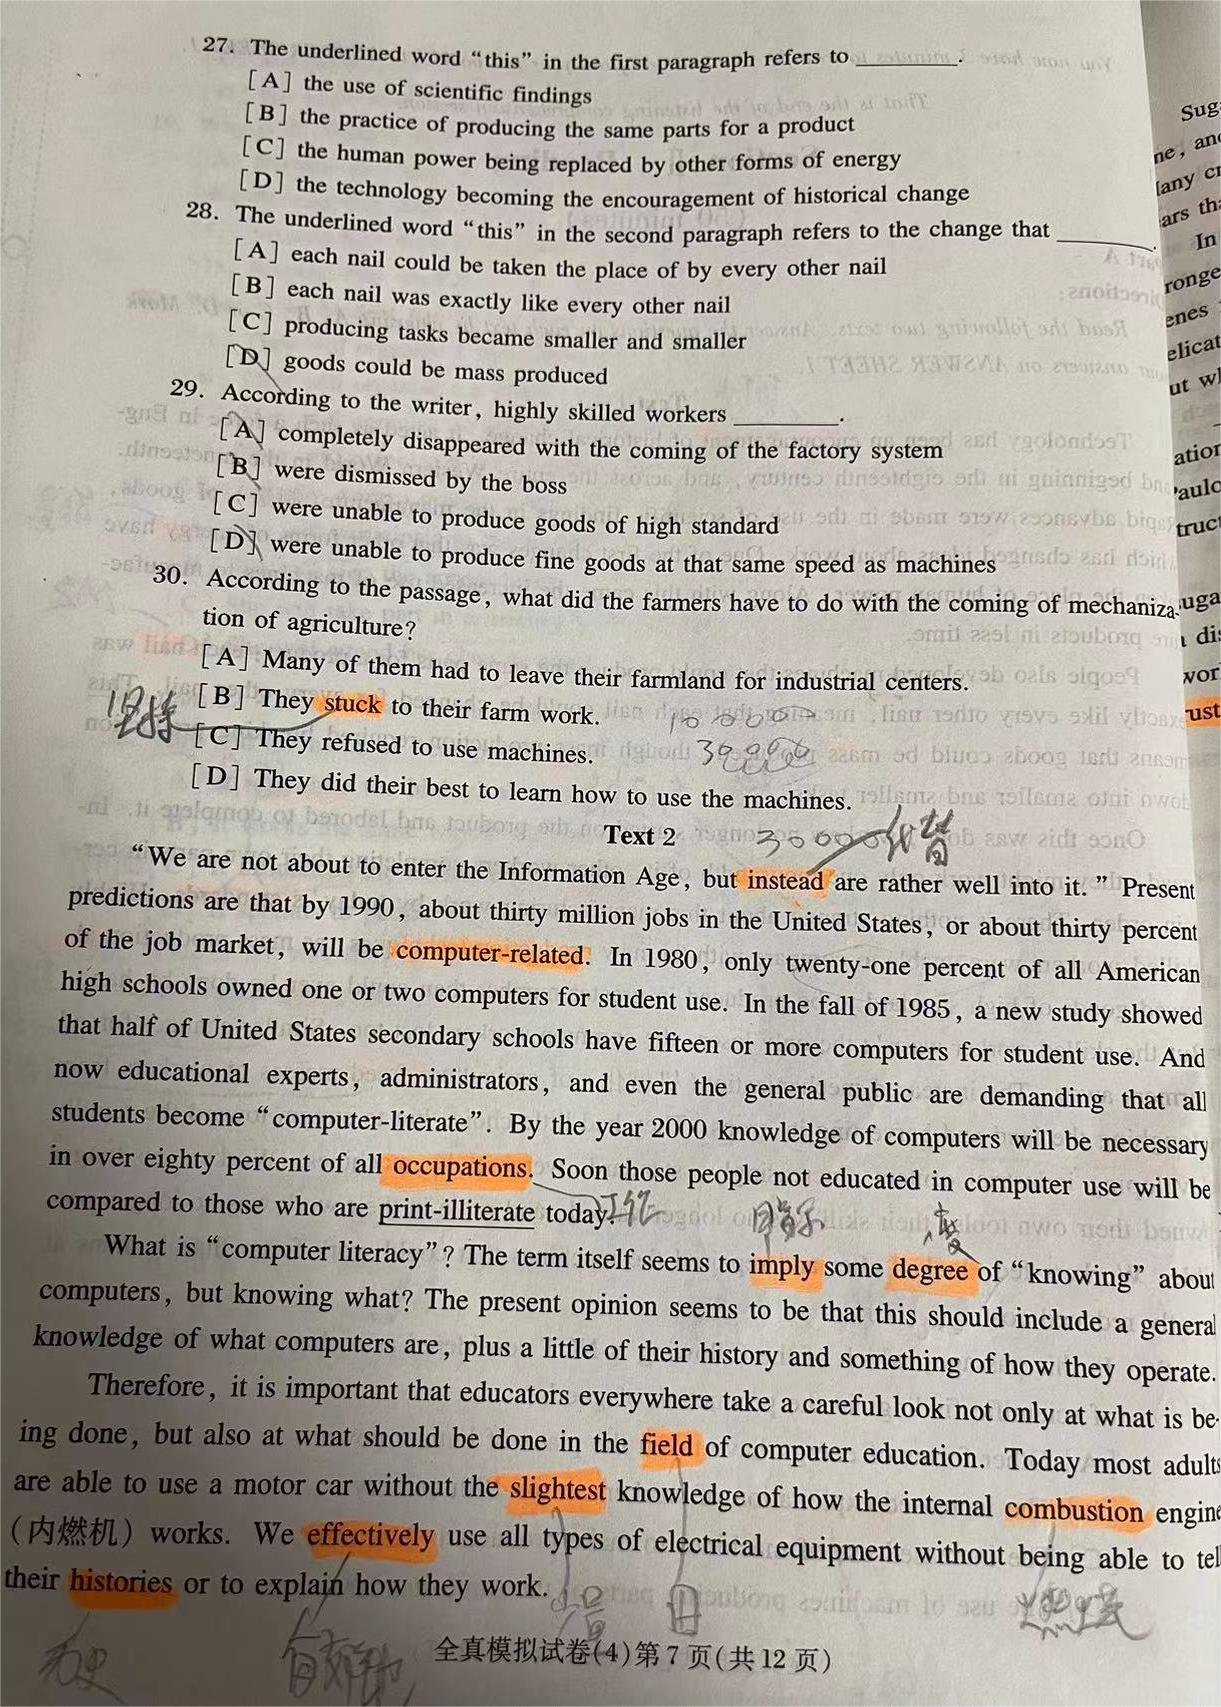 27. The underlined word “this” in the first paragraph refers to ________.
[A] the use of scientific findings
[B] the practice of producing the same parts for a product
[C] the human power being replaced by other forms of energy
[D] the technology becoming the encouragement of historical change
28. The underlined word “this” in the second paragraph refers to the change that ________.
[A] each nail could be taken the place of by every other nail
[B] each nail was exactly like every other nail
[C] producing tasks became smaller and smaller
[D] goods could be mass produced
29. According to the writer, highly skilled workers ________.
[A] completely disappeared with the coming of the factory system
[B] were dismissed by the boss
[C] were unable to produce goods of high standard
[D] were unable to produce fine goods at that same speed as machines
30. According to the passage, what did the farmers have to do with the coming of mechaniza-
tion of agriculture?
[A] Many of them had to leave their farmland for industrial centers.
[B] They stuck to their farm work.
坚持
[C] They refused to use machines.
[D] They did their best to learn how to use the machines.
Text 2
“We are not about to enter the Information Age, but instead are rather well into it.” Present
predictions are that by 1990, about thirty million jobs in the United States, or about thirty percent
of the job market, will be computer-related. In 1980, only twenty-one percent of all American
high schools owned one or two computers for student use. In the fall of 1985, a new study showed
that half of United States secondary schools have fifteen or more computers for student use. And
now educational experts, administrators, and even the general public are demanding that all
students become “computer-literate”. By the year 2000 knowledge of computers will be necessary
in over eighty percent of all occupations. Soon those people not educated in computer use will be
compared to those who are print-illiterate today.
What is “computer literacy”? The term itself seems to imply some degree of “knowing” about
computers, but knowing what? The present opinion seems to be that this should include a general
knowledge of what computers are, plus a little of their history and something of how they operate.
Therefore, it is important that educators everywhere take a careful look not only at what is be-
ing done, but also at what should be done in the field of computer education. Today most adults
are able to use a motor car without the slightest knowledge of how the internal combustion engine
(内燃机) works. We effectively use all types of electrical equipment without being able to tell
their histories or to explain how they work.
全真模拟试卷(4)第7页(共12页)